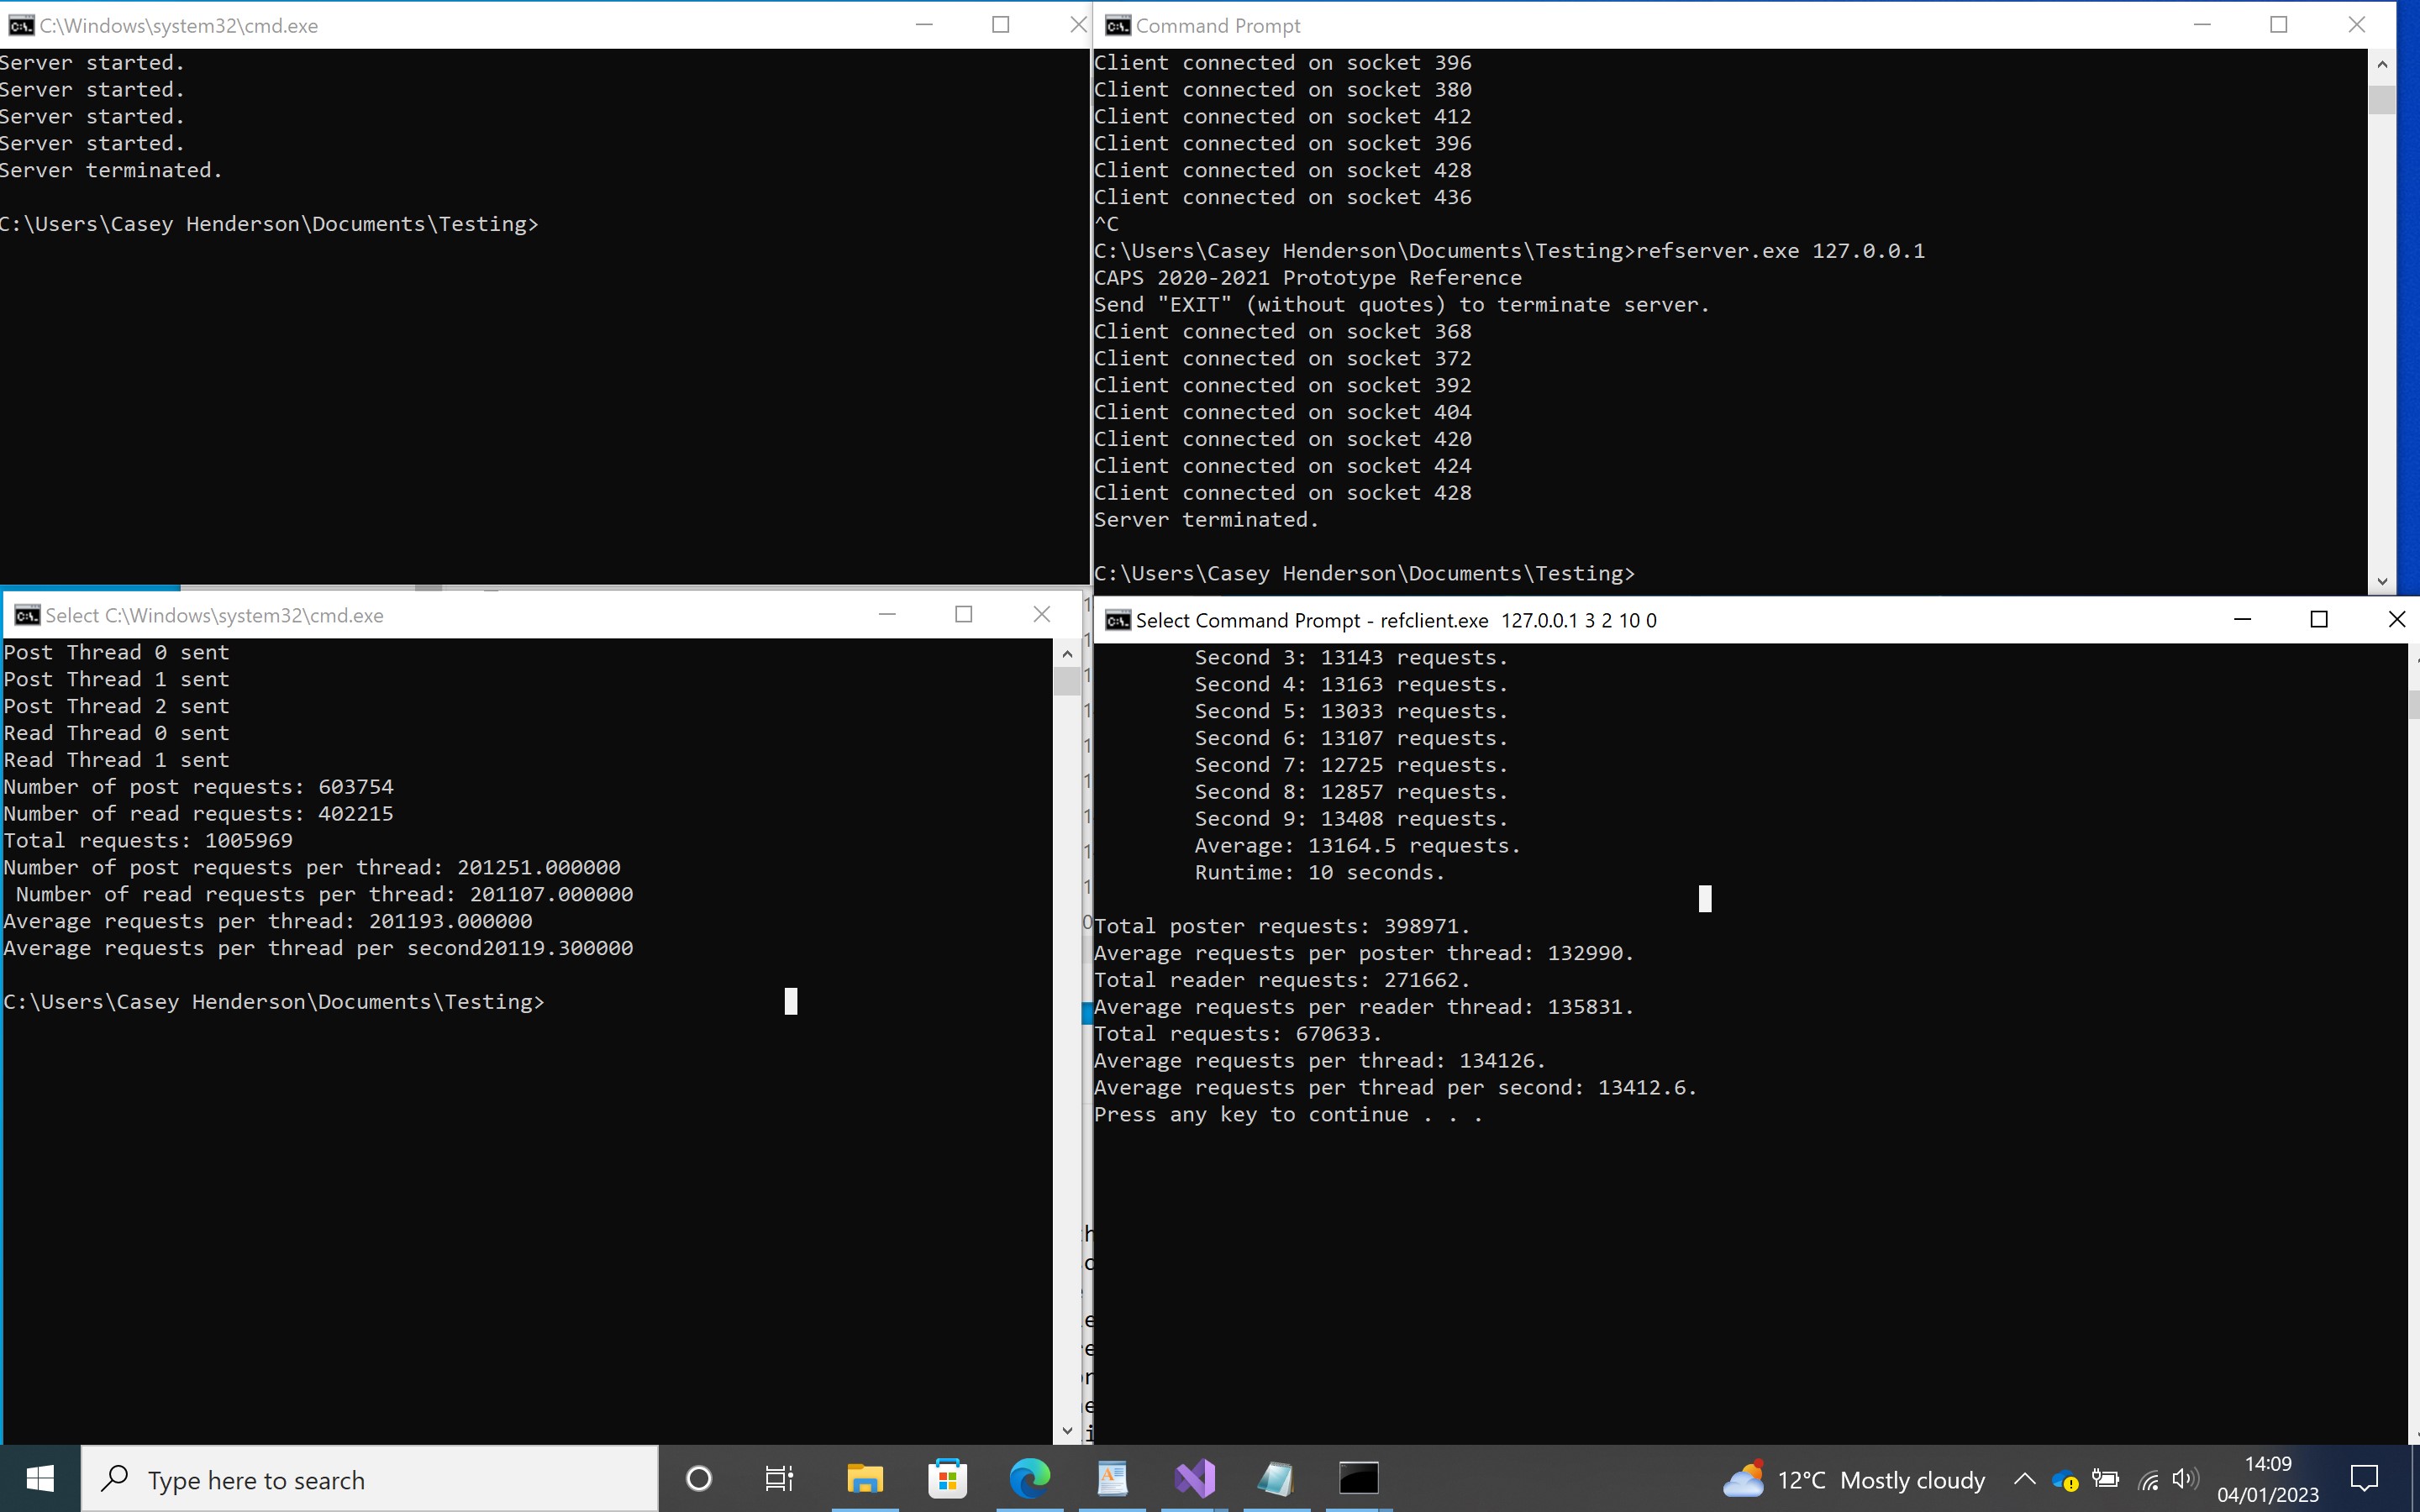 C:\Windows\system32\cmd.exe
Server started.
Server started.
Server started.
Server started.
Server terminated.
C:\Users\Casey Henderson\Documents\Testing>
Command Prompt
Client connected on socket 396
Client connected on socket 380
Client connected on socket 412
Client connected on socket 396
Client connected on socket 428
Client connected on socket 436
^C
C:\Users\Casey Henderson\Documents\Testing>refserver.exe 127.0.0.1
CAPS 2020-2021 Prototype Reference
Send "EXIT" (without quotes) to terminate server.
Client connected on socket 368
Client connected on socket 372
Client connected on socket 392
Client connected on socket 404
Client connected on socket 420
Client connected on socket 424
Client connected on socket 428
Server terminated.
C:\Users\Casey Henderson\Documents\Testing>
Select C:\Windows\system32\cmd.exe
Post Thread 0 sent
Post Thread 1 sent
Post Thread 2 sent
Read Thread 0 sent
Read Thread 1 sent
Number of post requests: 603754
Number of read requests: 402215
Total requests: 1005969
Number of post requests per thread: 201251.000000
Number of read requests per thread: 201107.000000
Average requests per thread: 201193.000000
Average requests per thread per second20119.300000
C:\Users\Casey Henderson\Documents\Testing>
Select Command Prompt - refclient.exe 127.0.0.1 3 2 10 0
Second 3: 13143 requests.
Second 4: 13163 requests.
Second 5: 13033 requests.
Second 6: 13107 requests.
Second 7: 12725 requests.
Second 8: 12857 requests.
Second 9: 13408 requests.
Average: 13164.5 requests.
Runtime: 10 seconds.
Total poster requests: 398971.
Average requests per poster thread: 132990.
Total reader requests: 271662.
Average requests per reader thread: 135831.
Total requests: 670633.
Average requests per thread: 134126.
Average requests per thread per second: 13412.6.
Press any key to continue . . .
Type here to search
12°C Mostly cloudy
14:09
04/01/2023